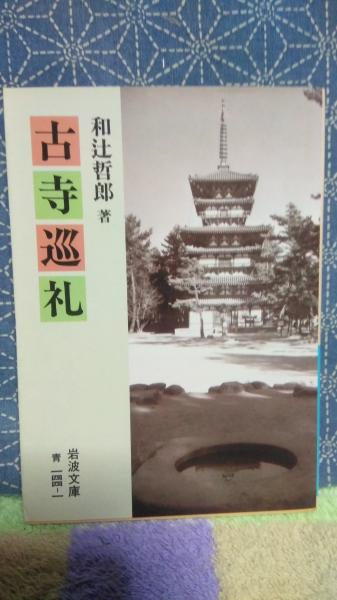 和辻哲郎 著
古寺巡礼
岩波文庫
青一四四-一